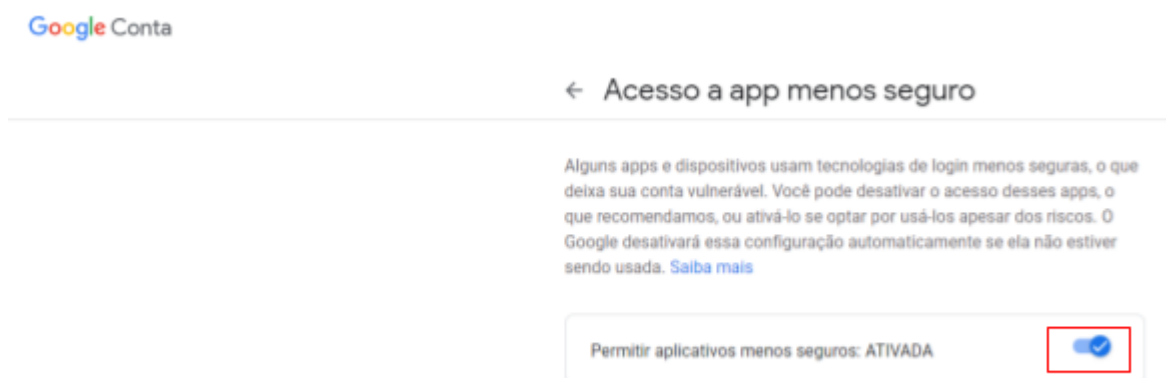 Google Conta
← Acesso a app menos seguro
Alguns apps e dispositivos usam tecnologias de login menos seguras, o que
deixa sua conta vulnerável. Você pode desativar o acesso desses apps, o
que recomendamos, ou ativá-lo se optar por usá-los apesar dos riscos. O
Google desativará essa configuração automaticamente se ela não estiver
sendo usada. Saiba mais
Permitir aplicativos menos seguros: ATIVADA